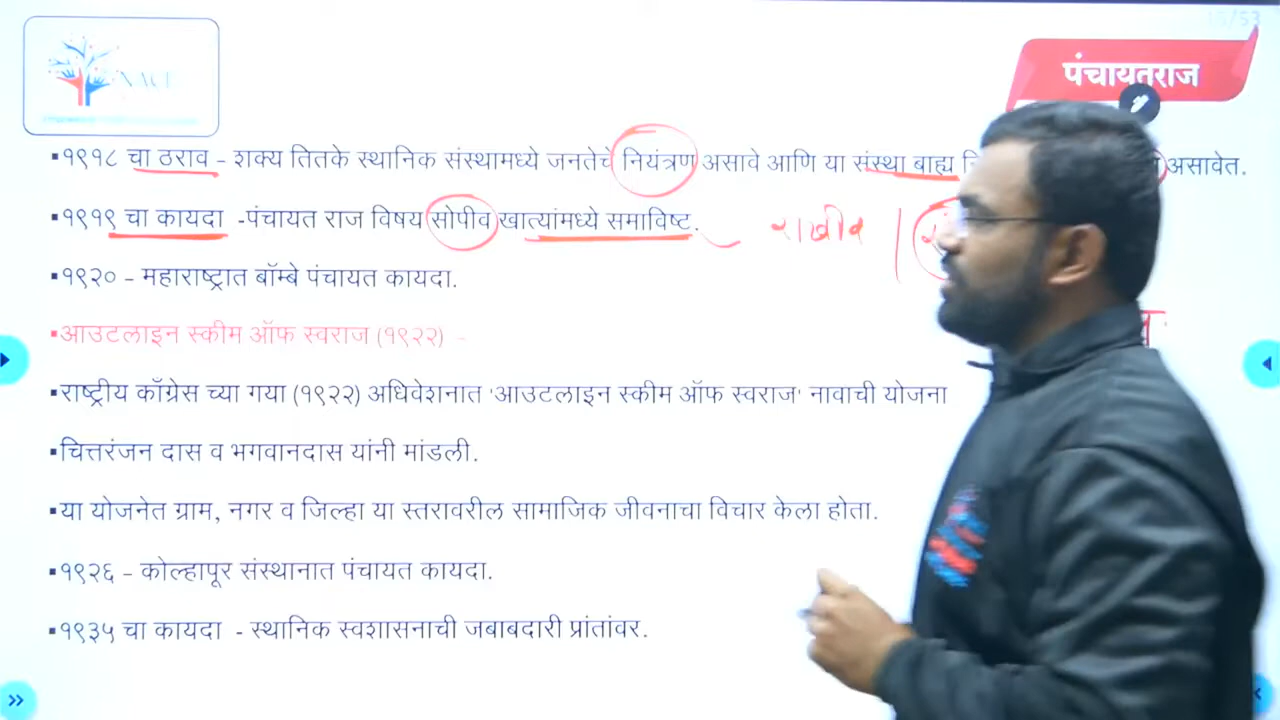 पंचायतराज
▪१९१८ चा ठराव - शक्य तितके स्थानिक संस्थामध्ये जनतेचे नियंत्रण असावे आणि या संस्था बाह्य असावेत.
▪१९१९ चा कायदा -पंचायत राज विषय सोपीव खात्यांमध्ये समाविष्ट. राखीव
▪१९२० - महाराष्ट्रात बॉम्बे पंचायत कायदा.
▪आउटलाइन स्कीम ऑफ स्वराज (१९२२) -
▪राष्ट्रीय काँग्रेस च्या गया (१९२२) अधिवेशनात 'आउटलाइन स्कीम ऑफ स्वराज' नावाची योजना
▪चित्तरंजन दास व भगवानदास यांनी मांडली.
▪या योजनेत ग्राम, नगर व जिल्हा या स्तरावरील सामाजिक जीवनाचा विचार केला होता.
▪१९२६ - कोल्हापूर संस्थानात पंचायत कायदा.
▪१९३५ चा कायदा - स्थानिक स्वशासनाची जबाबदारी प्रांतांवर.